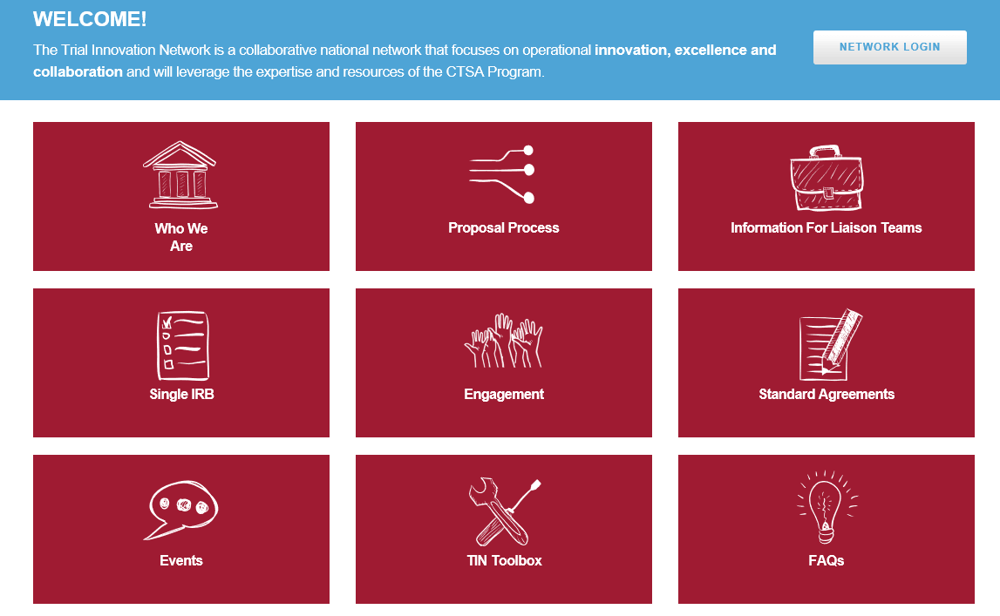 WELCOME!
The Trial Innovation Network is a collaborative national network that focuses on operational innovation, excellence and
collaboration and will leverage the expertise and resources of the CTSA Program.
NETWORK LOGIN
Who We
Are
Proposal Process
Information For Liaison Teams
Single IRB
Engagement
Standard Agreements
Events
TIN Toolbox
FAQs